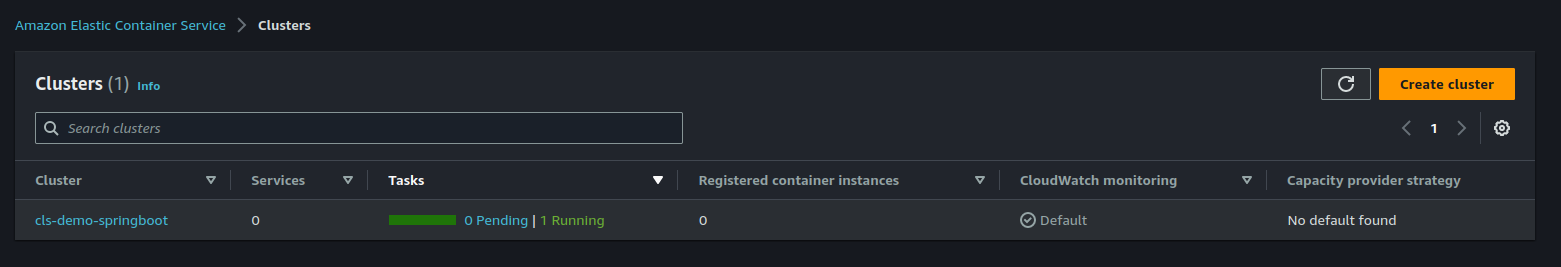 Amazon Elastic Container Service > Clusters
Clusters (1) Info
Create cluster
Search clusters
1
Cluster Services Tasks Registered container instances CloudWatch monitoring Capacity provider strategy
cls-demo-springboot 0 0 Pending | 1 Running 0 Default No default found